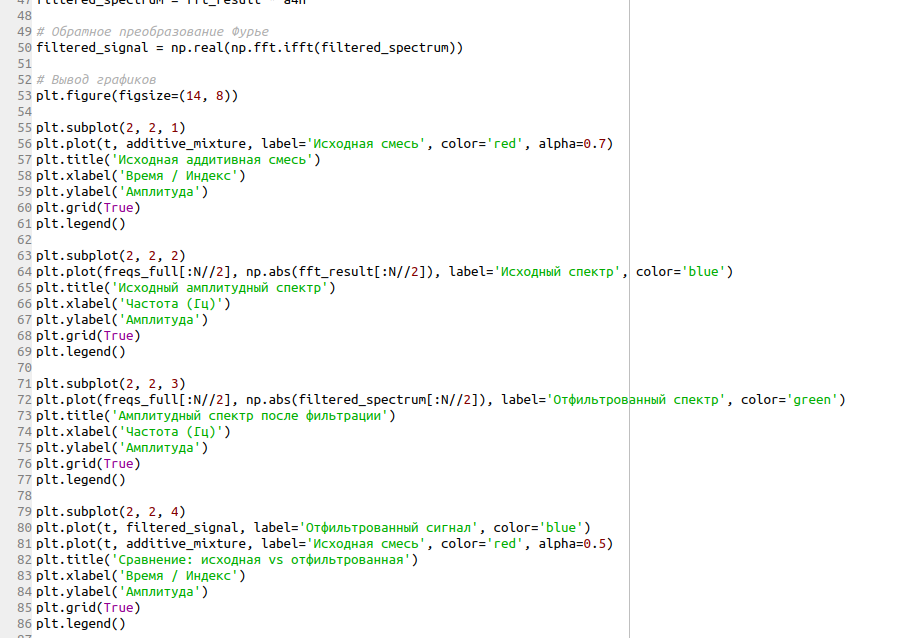 47 filtered_spectrum = fft_result * a4n
48
49 # Обратное преобразование Фурье
50 filtered_signal = np.real(np.fft.ifft(filtered_spectrum))
51
52 # Вывод графиков
53 plt.figure(figsize=(14, 8))
54
55 plt.subplot(2, 2, 1)
56 plt.plot(t, additive_mixture, label='Исходная смесь', color='red', alpha=0.7)
57 plt.title('Исходная аддитивная смесь')
58 plt.xlabel('Время / Индекс')
59 plt.ylabel('Амплитуда')
60 plt.grid(True)
61 plt.legend()
62
63 plt.subplot(2, 2, 2)
64 plt.plot(freqs_full[:N//2], np.abs(fft_result[:N//2]), label='Исходный спектр', color='blue')
65 plt.title('Исходный амплитудный спектр')
66 plt.xlabel('Частота (Гц)')
67 plt.ylabel('Амплитуда')
68 plt.grid(True)
69 plt.legend()
70
71 plt.subplot(2, 2, 3)
72 plt.plot(freqs_full[:N//2], np.abs(filtered_spectrum[:N//2]), label='Отфильтрованный спектр', color='green')
73 plt.title('Амплитудный спектр после фильтрации')
74 plt.xlabel('Частота (Гц)')
75 plt.ylabel('Амплитуда')
76 plt.grid(True)
77 plt.legend()
78
79 plt.subplot(2, 2, 4)
80 plt.plot(t, filtered_signal, label='Отфильтрованный сигнал', color='blue')
81 plt.plot(t, additive_mixture, label='Исходная смесь', color='red', alpha=0.5)
82 plt.title('Сравнение: исходная vs отфильтрованная')
83 plt.xlabel('Время / Индекс')
84 plt.ylabel('Амплитуда')
85 plt.grid(True)
86 plt.legend()